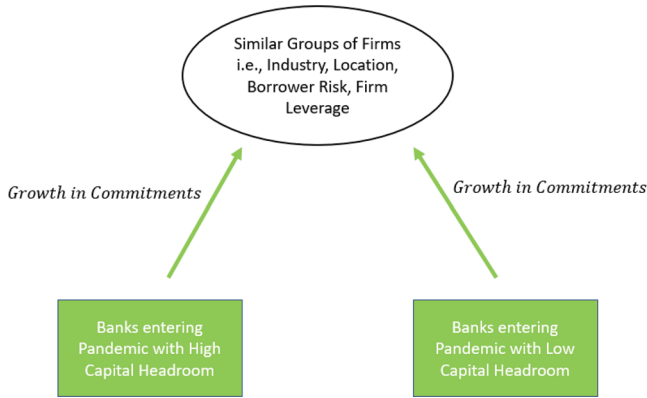 Similar Groups of Firms
i.e., Industry, Location,
Borrower Risk, Firm
Leverage
Growth in Commitments
Growth in Commitments
Banks entering
Pandemic with High
Capital Headroom
Banks entering
Pandemic with Low
Capital Headroom